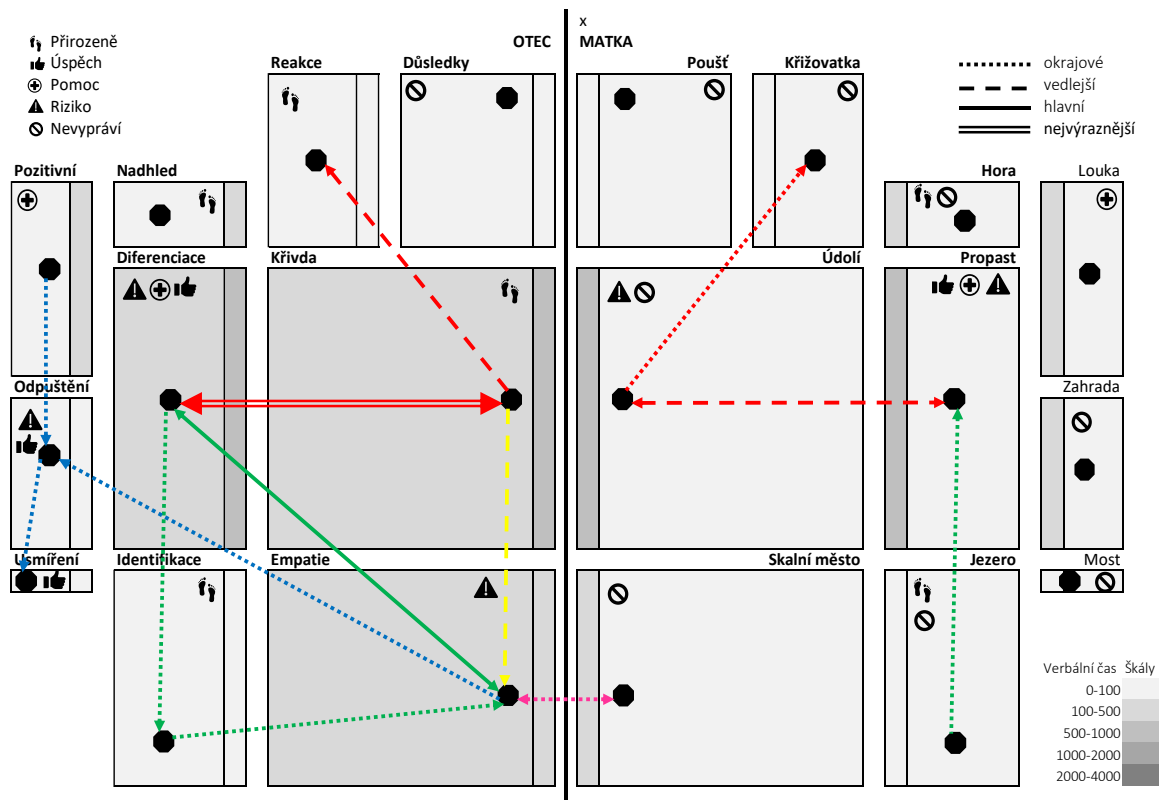 x
OTEC
MATKA
Přirozeně
Úspěch
Pomoc
Riziko
Nevypráví
Reakce
Důsledky
Poušť
Křižovatka
okrajové
vedlejší
hlavní
nejvýraznější
Pozitivní
Nadhled
Hora
Louka
Diferenciace
Křivda
Údolí
Propast
Odpuštění
Zahrada
Usmíření
Identifikace
Empatie
Skalní město
Jezero
Most
Verbální čas Škály
0-100
100-500
500-1000
1000-2000
2000-4000